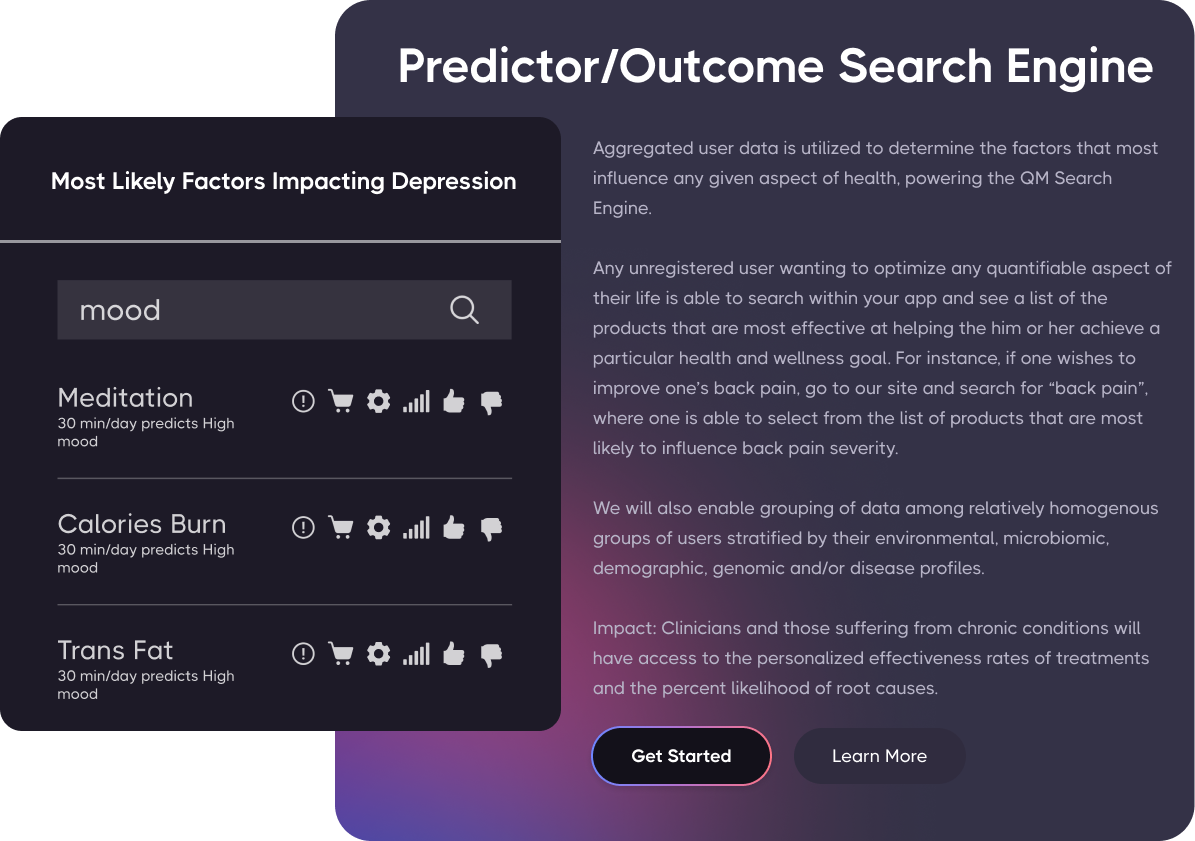 Predictor/Outcome Search Engine
Most Likely Factors Impacting Depression
mood
Meditation
30 min/day predicts High
mood
Calories Burn
30 min/day predicts High
mood
Trans Fat
30 min/day predicts High
mood
Aggregated user data is utilized to determine the factors that most
influence any given aspect of health, powering the QM Search
Engine.
Any unregistered user wanting to optimize any quantifiable aspect of
their life is able to search within your app and see a list of the
products that are most effective at helping the him or her achieve a
particular health and wellness goal. For instance, if one wishes to
improve one’s back pain, go to our site and search for “back pain”,
where one is able to select from the list of products that are most
likely to influence back pain severity.
We will also enable grouping of data among relatively homogenous
groups of users stratified by their environmental, microbiomic,
demographic, genomic and/or disease profiles.
Impact: Clinicians and those suffering from chronic conditions will
have access to the personalized effectiveness rates of treatments
and the percent likelihood of root causes.
Get Started
Learn More